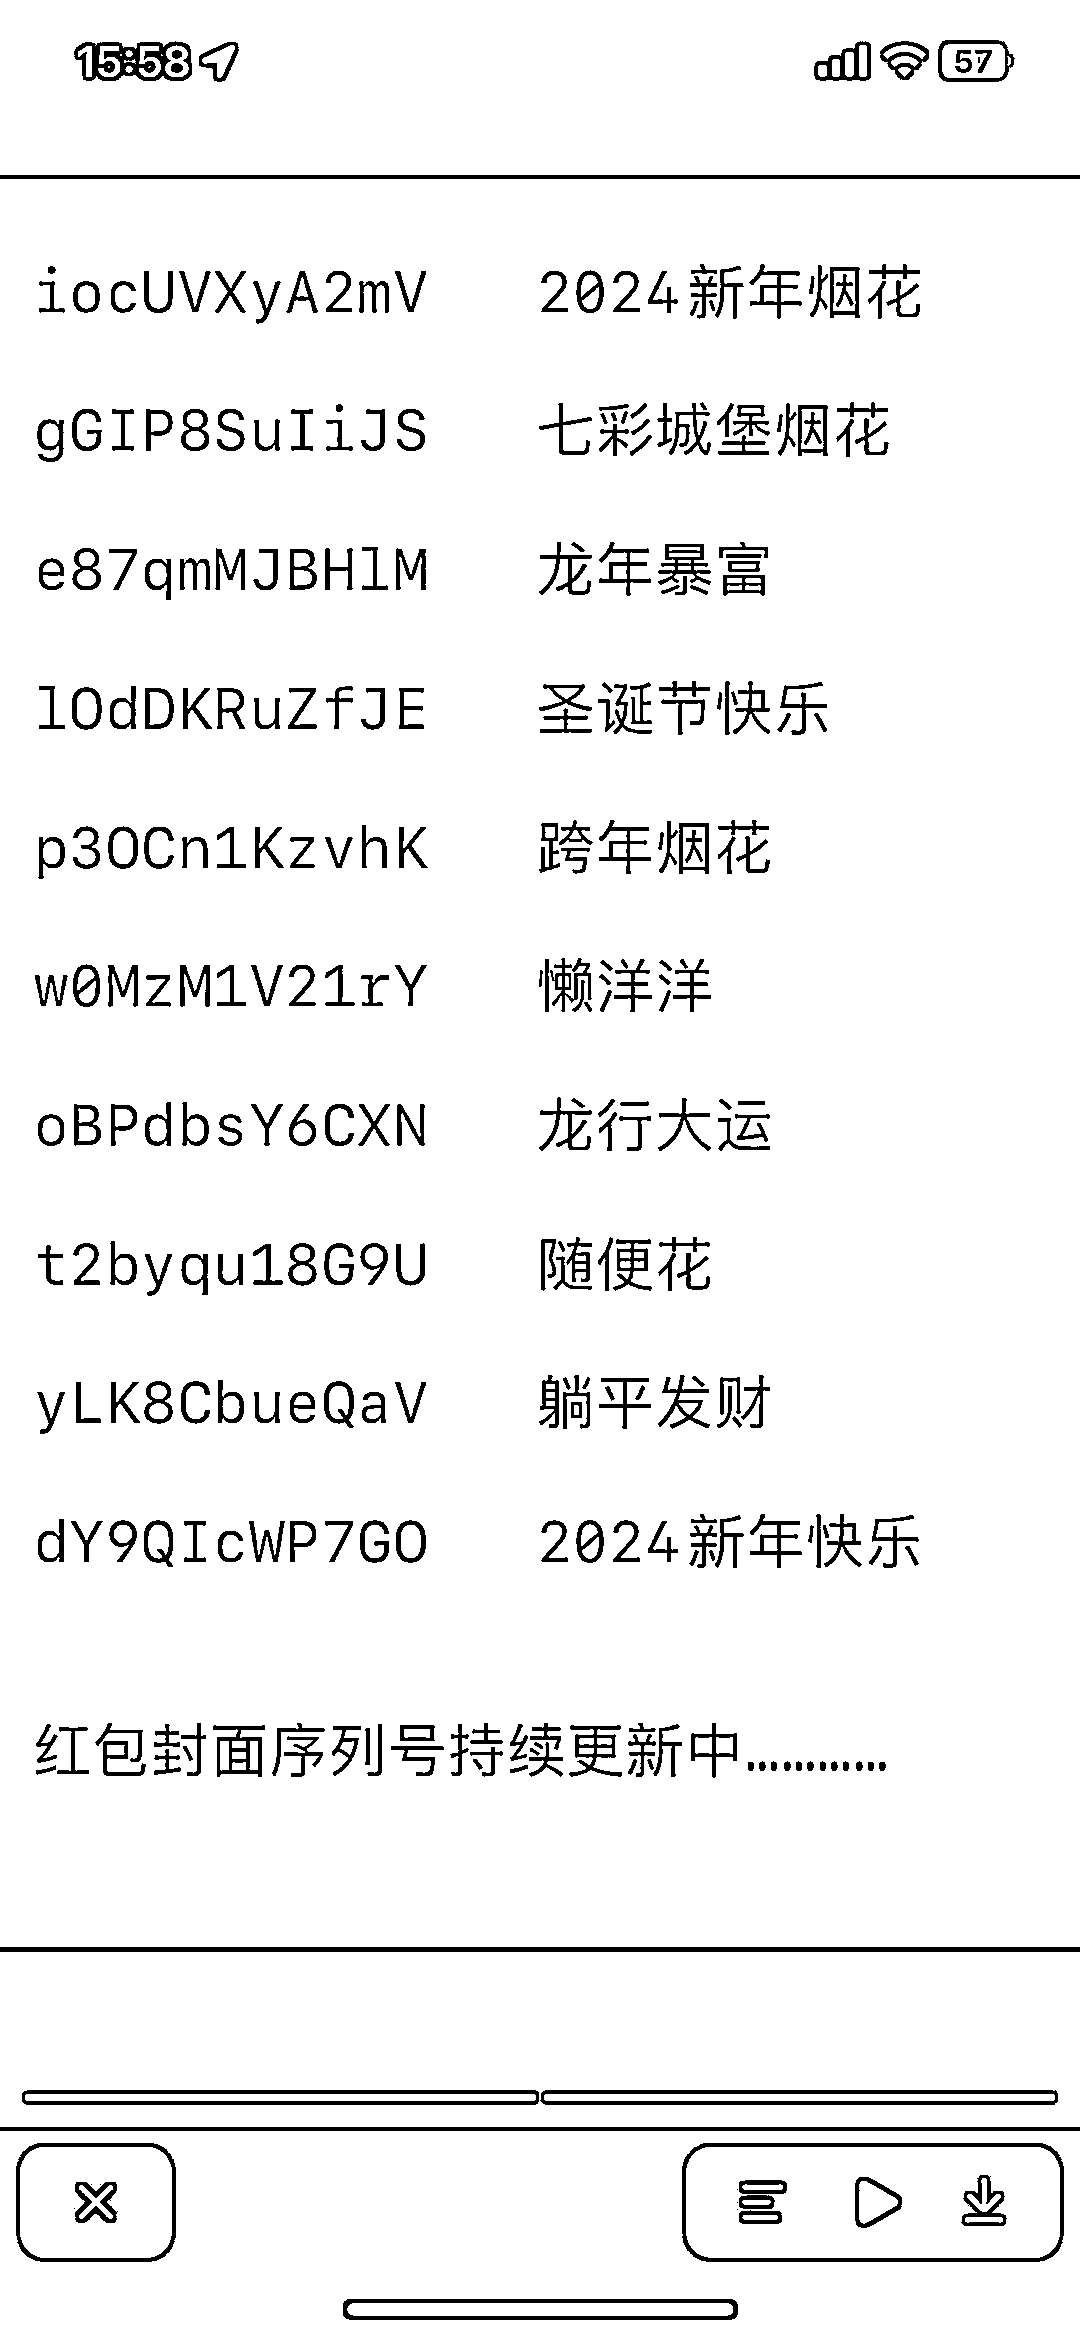 15:58 57
iocUVXyA2mV 2024新年烟花
gGIP8SuIiJS 七彩城堡烟花
e87qmMJBHlM 龙年暴富
lOdDKRuZfJE 圣诞节快乐
p3OCn1KzvhK 跨年烟花
w0MzM1V21rY 懒洋洋
oBPdbsY6CXN 龙行大运
t2byqu18G9U 随便花
yLK8CbueQaV 躺平发财
dY9QIcWP7GO 2024新年快乐
红包封面序列号持续更新中…………